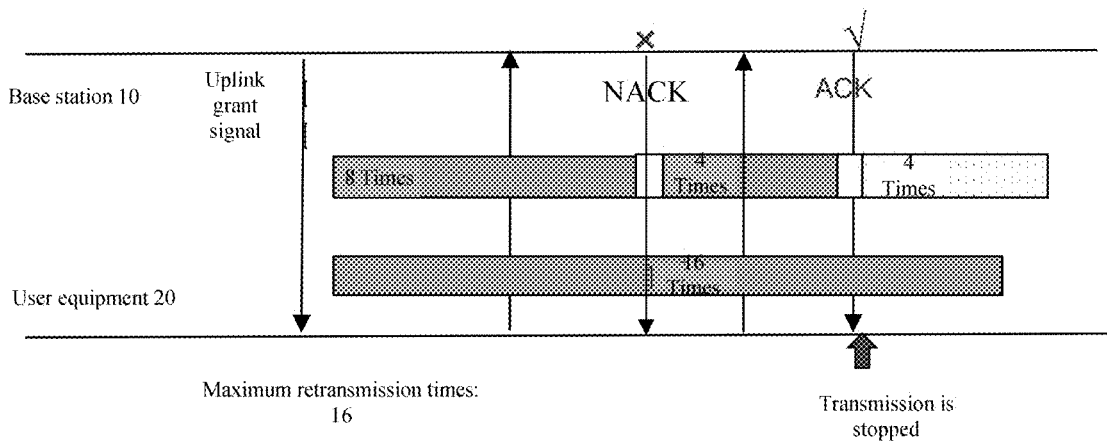 × √
Base station 10
Uplink
grant
signal
NACK
ACK
8 Times
4
Times
4
Times
16
Times
User equipment 20
Maximum retransmission times:
16
Transmission is
stopped